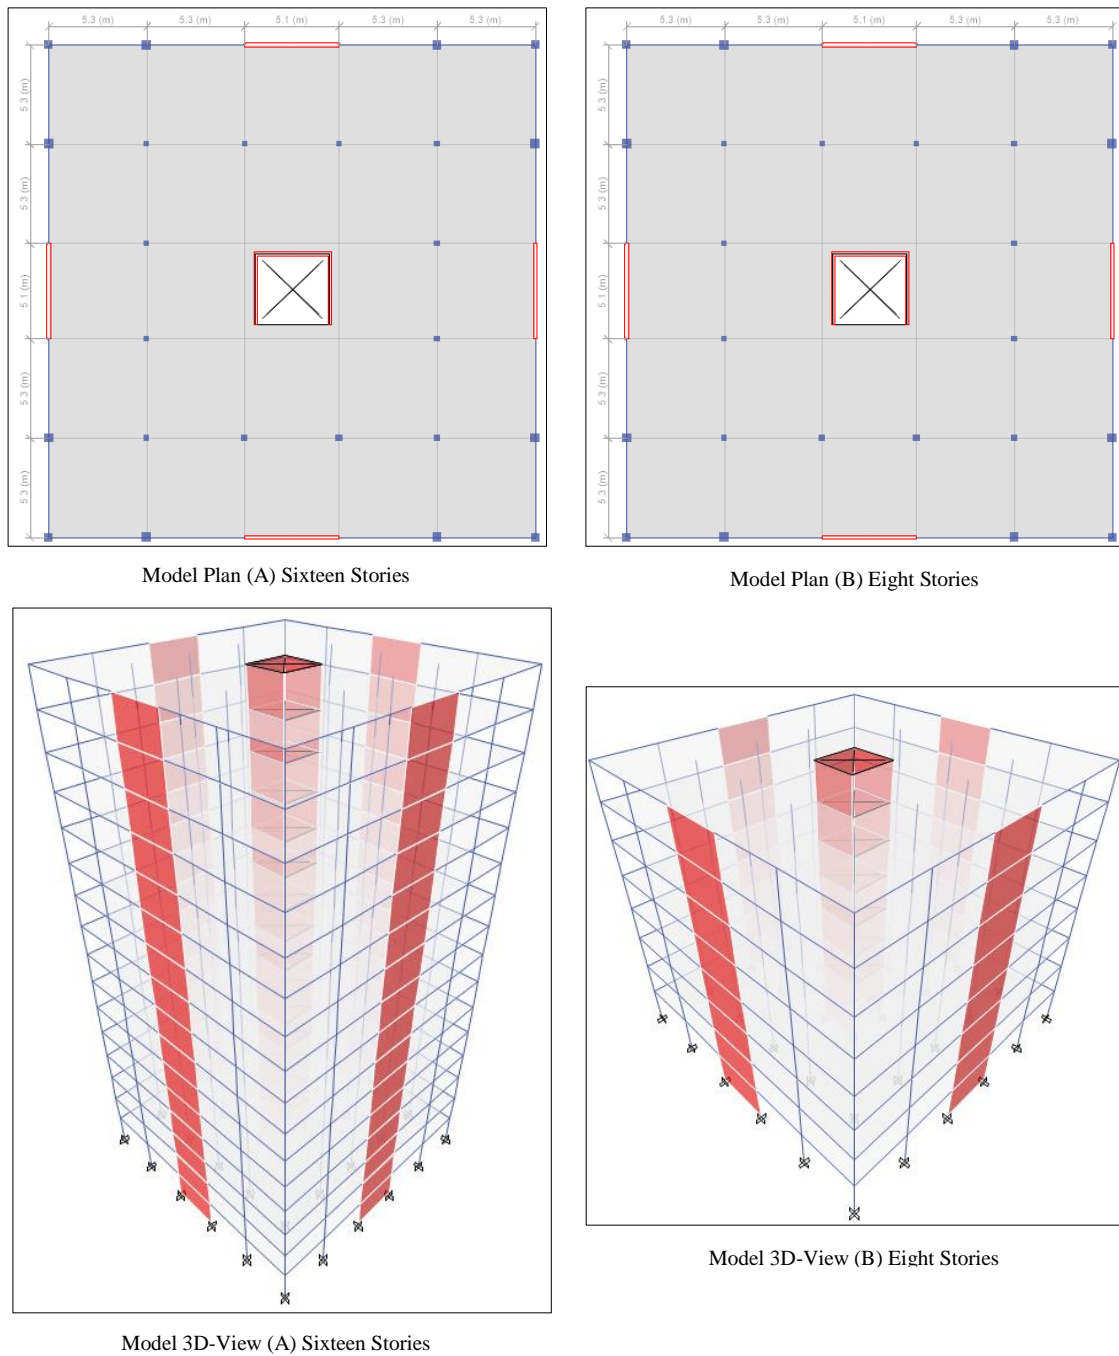 5.3 (m) 5.3 (m) 5.1 (m) 5.3 (m) 5.3 (m)
5.3 (m)
5.3 (m)
5.1 (m)
5.3 (m)
5.3 (m)
Model Plan (A) Sixteen Stories
5.3 (m) 5.3 (m) 5.1 (m) 5.3 (m) 5.3 (m)
5.3 (m)
5.3 (m)
5.1 (m)
5.3 (m)
5.3 (m)
Model Plan (B) Eight Stories
Model 3D-View (A) Sixteen Stories
Model 3D-View (B) Eight Stories